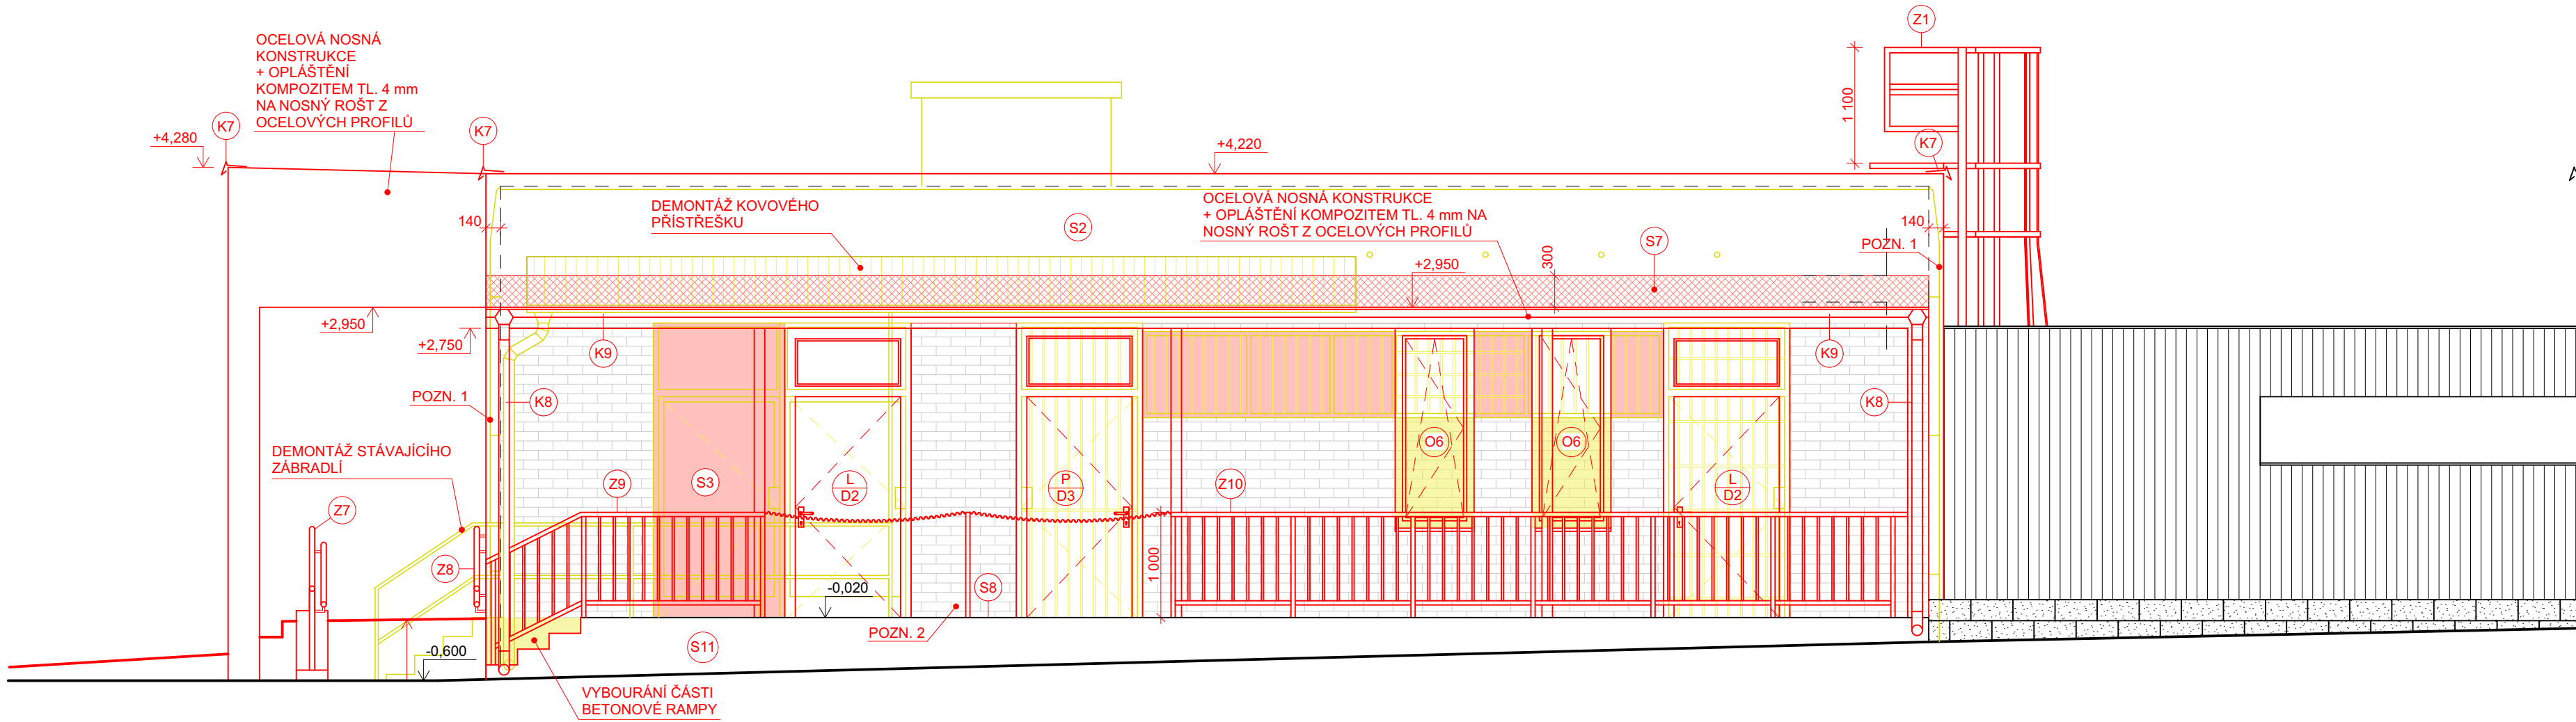 Z1
OCELOVÁ NOSNÁ
KONSTRUKCE
+ OPLÁŠTĚNÍ
KOMPOZITEM TL. 4 mm
NA NOSNÝ ROŠT Z
OCELOVÝCH PROFILŮ
1 100
K7
K7
K7
+4,280
+4,220
DEMONTÁŽ KOVOVÉHO
PŘÍSTŘEŠKU
OCELOVÁ NOSNÁ KONSTRUKCE
+ OPLÁŠTĚNÍ KOMPOZITEM TL. 4 mm NA
NOSNÝ ROŠT Z OCELOVÝCH PROFILŮ
140
S2
140
S7
POZN. 1
300
+2,950
+2,950
+2,750
K9
K9
POZN. 1
K8
K8
DEMONTÁŽ STÁVAJÍCÍHO
ZÁBRADLÍ
O6
O6
Z9
S3
L
D2
P
D3
Z10
L
D2
Z7
Z8
1 000
-0,020
S8
POZN. 2
S11
-0,600
VYBOURÁNÍ ČÁSTI
BETONOVÉ RAMPY